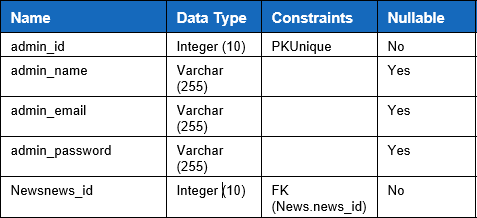 Name Data Type Constraints Nullable
admin_id Integer (10) PKUnique No
admin_name Varchar Yes
(255)
admin_email Varchar Yes
(255)
admin_password Varchar Yes
(255)
Newsnews_id Integer (10) FK No
(News.news_id)